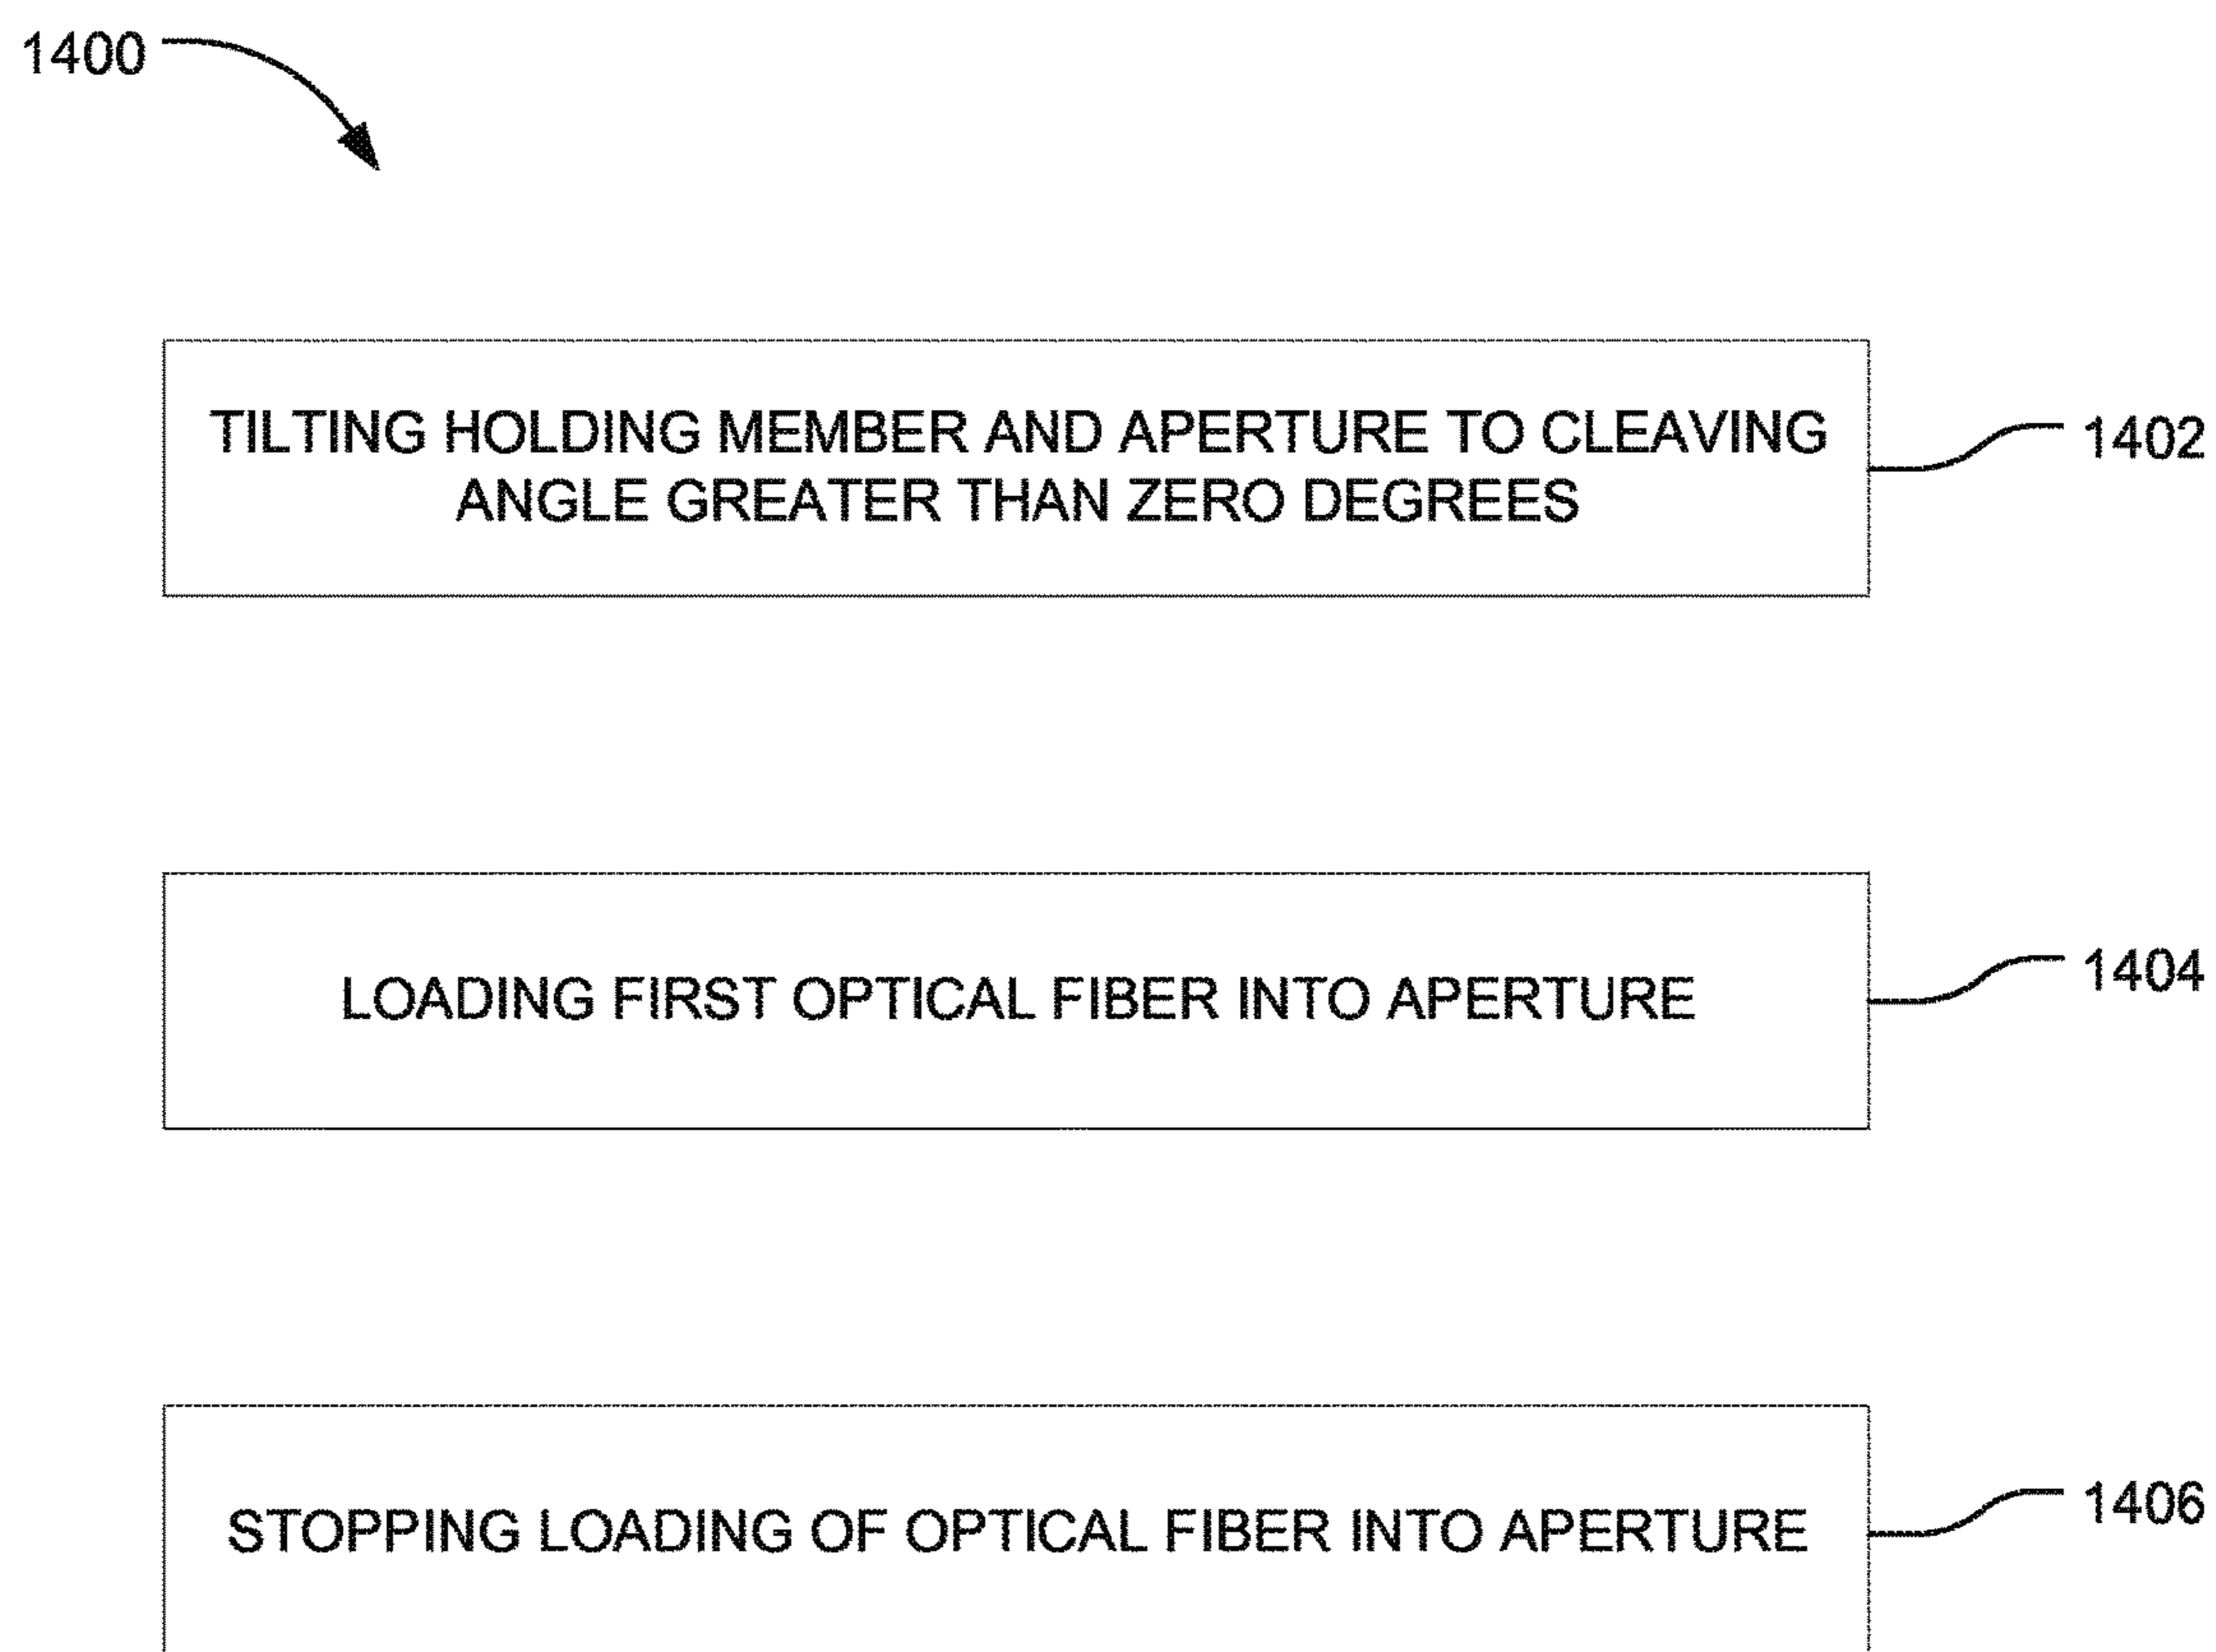 1400
TILTING HOLDING MEMBER AND APERTURE TO CLEAVING
ANGLE GREATER THAN ZERO DEGREES
1402
LOADING FIRST OPTICAL FIBER INTO APERTURE
1404
STOPPING LOADING OF OPTICAL FIBER INTO APERTURE
1406